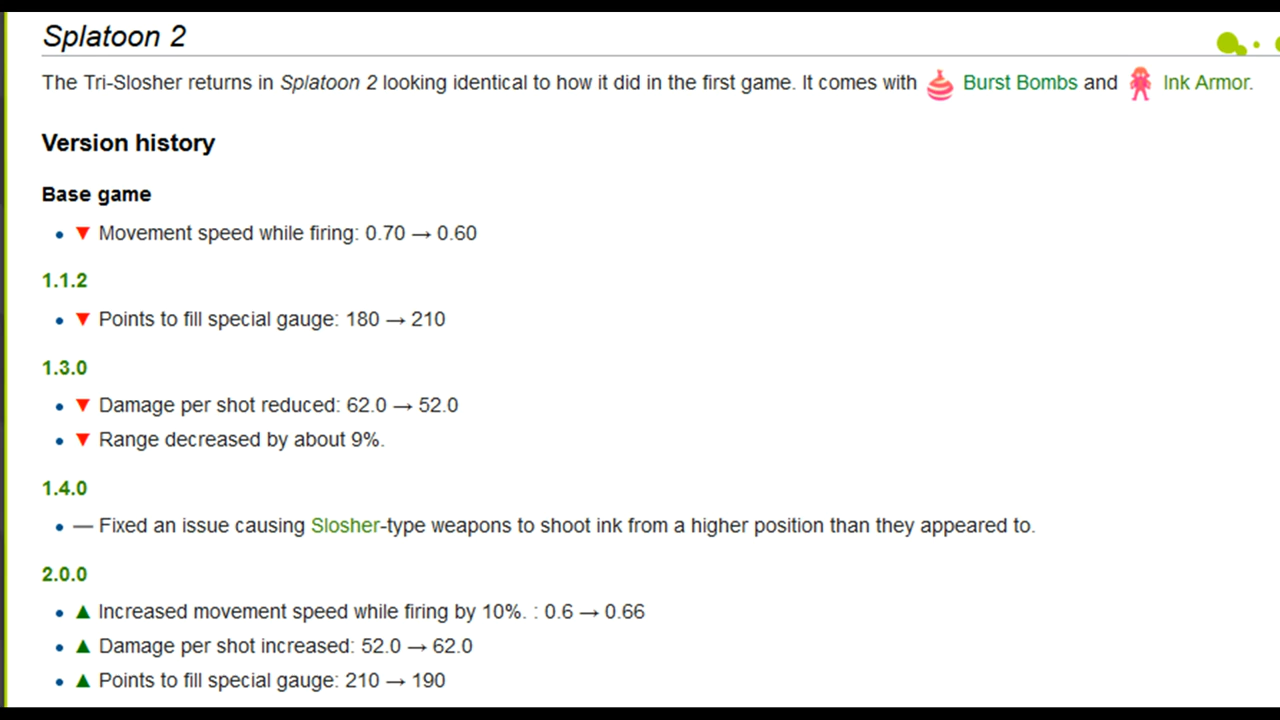 Splatoon 2
The Tri-Slosher returns in Splatoon 2 looking identical to how it did in the first game. It comes with Burst Bombs and Ink Armor.
Version history
Base game
• ▼ Movement speed while firing: 0.70 → 0.60
1.1.2
• ▼ Points to fill special gauge: 180 → 210
1.3.0
• ▼ Damage per shot reduced: 62.0 → 52.0
• ▼ Range decreased by about 9%.
1.4.0
• — Fixed an issue causing Slosher-type weapons to shoot ink from a higher position than they appeared to.
2.0.0
• ▲ Increased movement speed while firing by 10%. : 0.6 → 0.66
• ▲ Damage per shot increased: 52.0 → 62.0
• ▲ Points to fill special gauge: 210 → 190